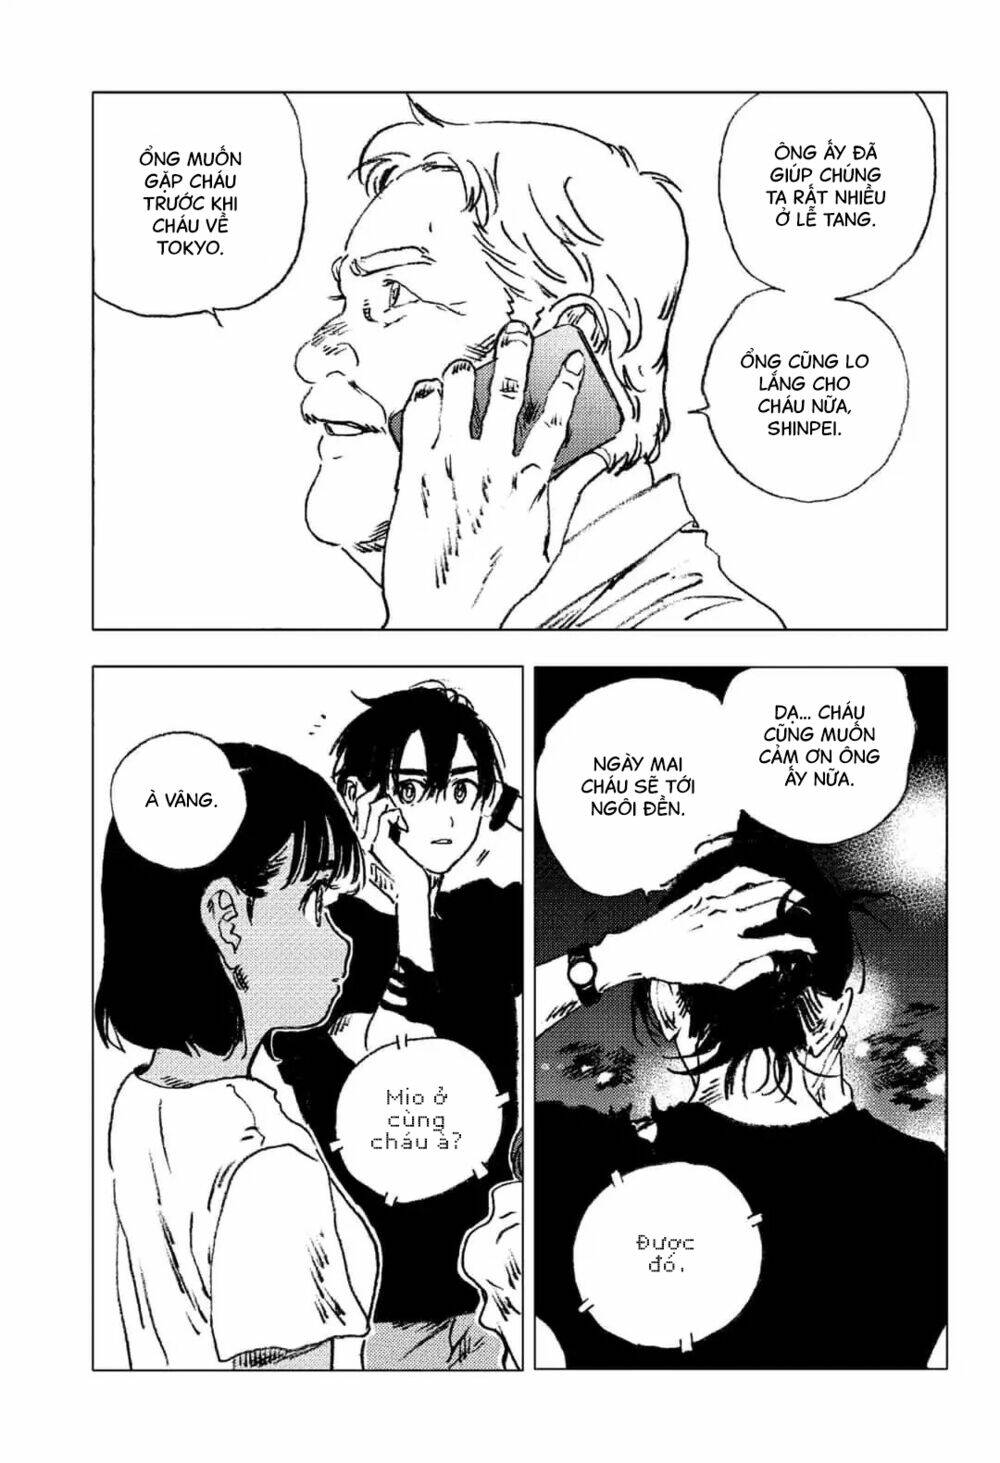 ÔNG ẤY ĐÃ
GIÚP CHÚNG
TA RẤT NHIỀU
Ở LỄ TANG.
ỔNG CŨNG LO
LẮNG CHO
CHÁU NỮA,
SHINPEI.
ỔNG MUỐN
GẶP CHÁU
TRƯỚC KHI
CHÁU VỀ
TOKYO.
DẠ... CHÁU
CŨNG MUỐN
CẢM ƠN ÔNG
ẤY NỮA.
NGÀY MAI
CHÁU SẼ TỚI
NGÔI ĐỀN.
Được
đó.
Mio ở
cùng
cháu à?
À VÂNG.